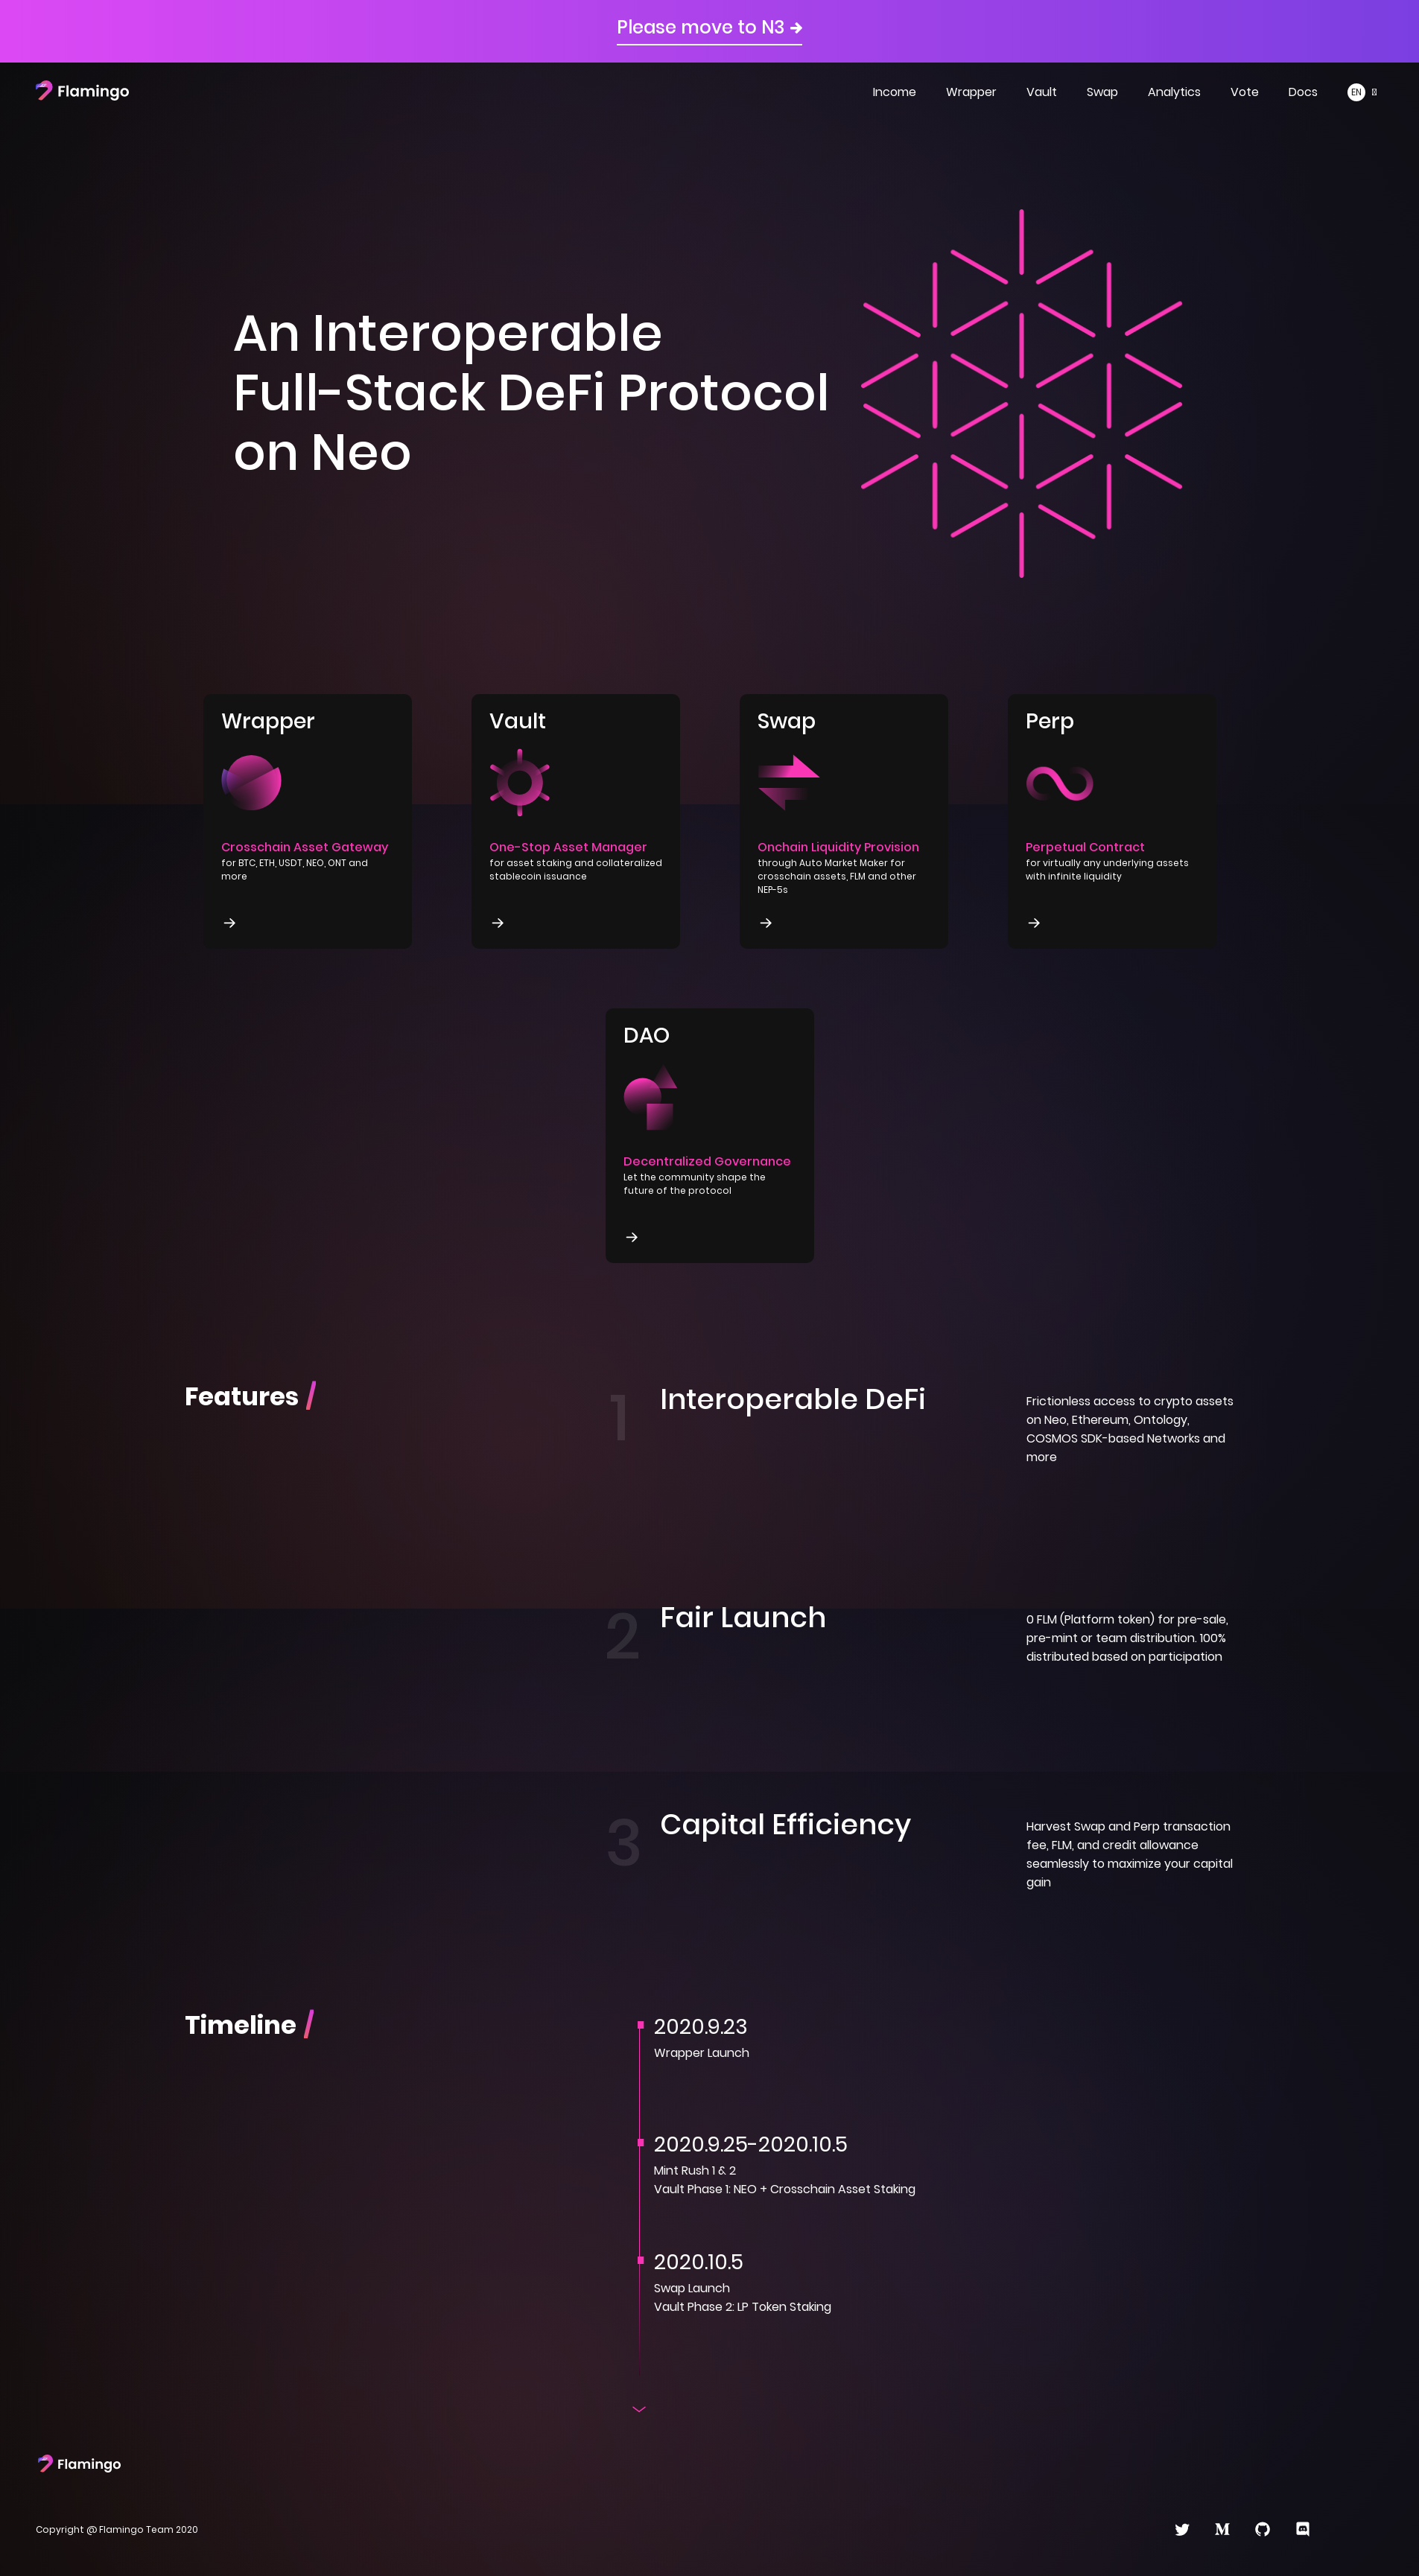 Please move to N3 →
Flamingo
Income Wrapper Vault Swap Analytics Vote Docs EN
An Interoperable
Full-Stack DeFi Protocol
on Neo
Wrapper
Crosschain Asset Gateway
for BTC, ETH, USDT, NEO, ONT and
more
Vault
One-Stop Asset Manager
for asset staking and collateralized
stablecoin issuance
Swap
Onchain Liquidity Provision
through Auto Market Maker for
crosschain assets, FLM and other
NEP-5s
Perp
Perpetual Contract
for virtually any underlying assets
with infinite liquidity
DAO
Decentralized Governance
Let the community shape the
future of the protocol
Features /
1
Interoperable DeFi
Frictionless access to crypto assets
on Neo, Ethereum, Ontology,
COSMOS SDK-based Networks and
more
2
Fair Launch
0 FLM (Platform token) for pre-sale,
pre-mint or team distribution. 100%
distributed based on participation
3
Capital Efficiency
Harvest Swap and Perp transaction
fee, FLM, and credit allowance
seamlessly to maximize your capital
gain
Timeline /
2020.9.23
Wrapper Launch
2020.9.25-2020.10.5
Mint Rush 1 & 2
Vault Phase 1: NEO + Crosschain Asset Staking
2020.10.5
Swap Launch
Vault Phase 2: LP Token Staking
Flamingo
Copyright @ Flamingo Team 2020